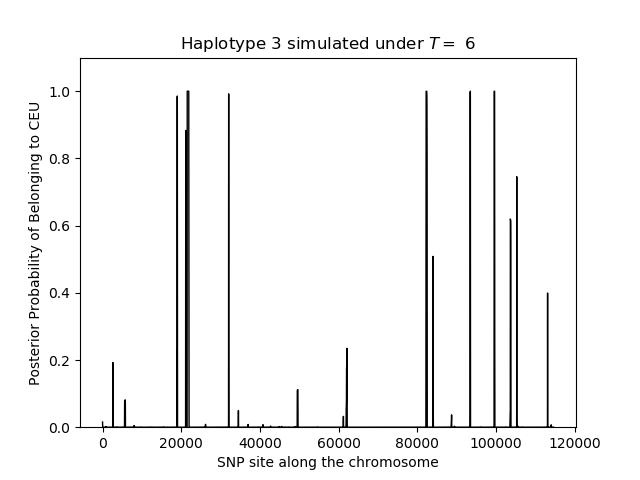 Haplotype 3 simulated under T = 6
Posterior Probability of Belonging to CEU
1.0
0.8
0.6
0.4
0.2
0.0
0 20000 40000 60000 80000 100000 120000
SNP site along the chromosome